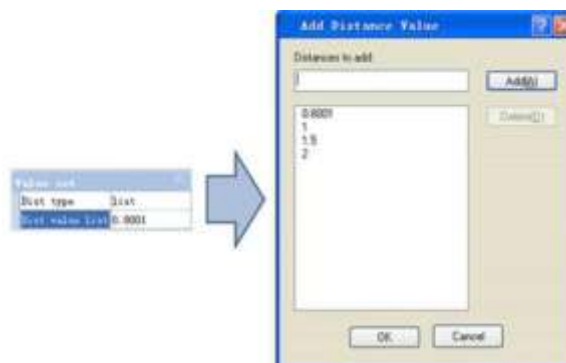 Value set
Dist type list
Dist value list 0.0001
Add Distance Value
Distances to add:
Add(A)
0.0001
1
1.5
2
Delete(D)
OK
Cancel